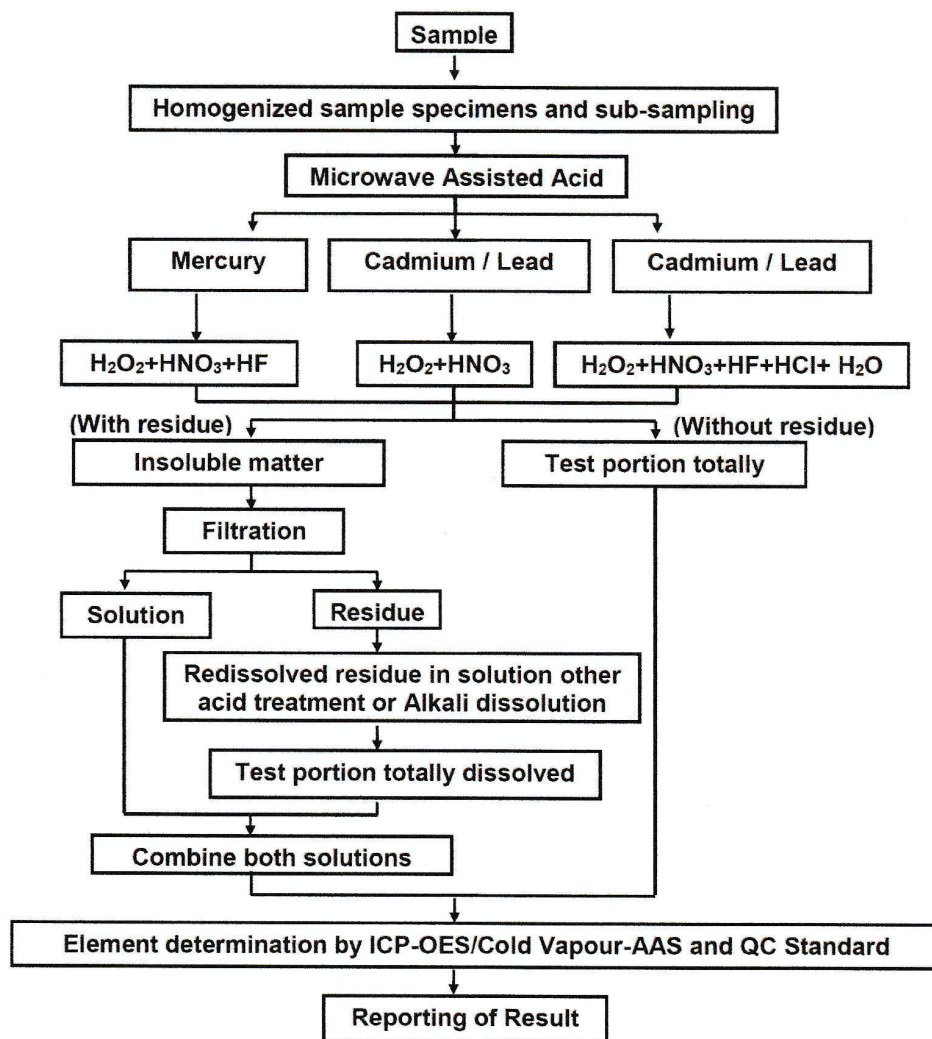 Sample
Homogenized sample specimens and sub-sampling
Microwave Assisted Acid
Mercury
Cadmium / Lead
Cadmium / Lead
H₂O₂+HNO₃+HF
H₂O₂+HNO₃
H₂O₂+HNO₃+HF+HCl+ H₂O
(With residue)
(Without residue)
Insoluble matter
Test portion totally
Filtration
Solution
Residue
Redissolved residue in solution other
acid treatment or Alkali dissolution
Test portion totally dissolved
Combine both solutions
Element determination by ICP-OES/Cold Vapour-AAS and QC Standard
Reporting of Result